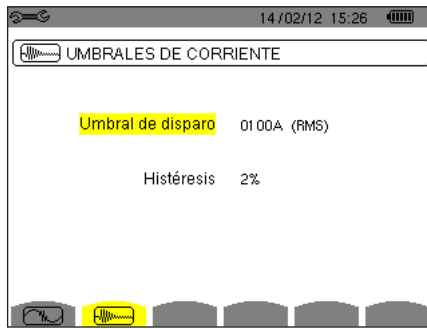 14/02/12 15:26
UMBRALES DE CORRIENTE
Umbral de disparo 0100A (RMS)
Histéresis 2%